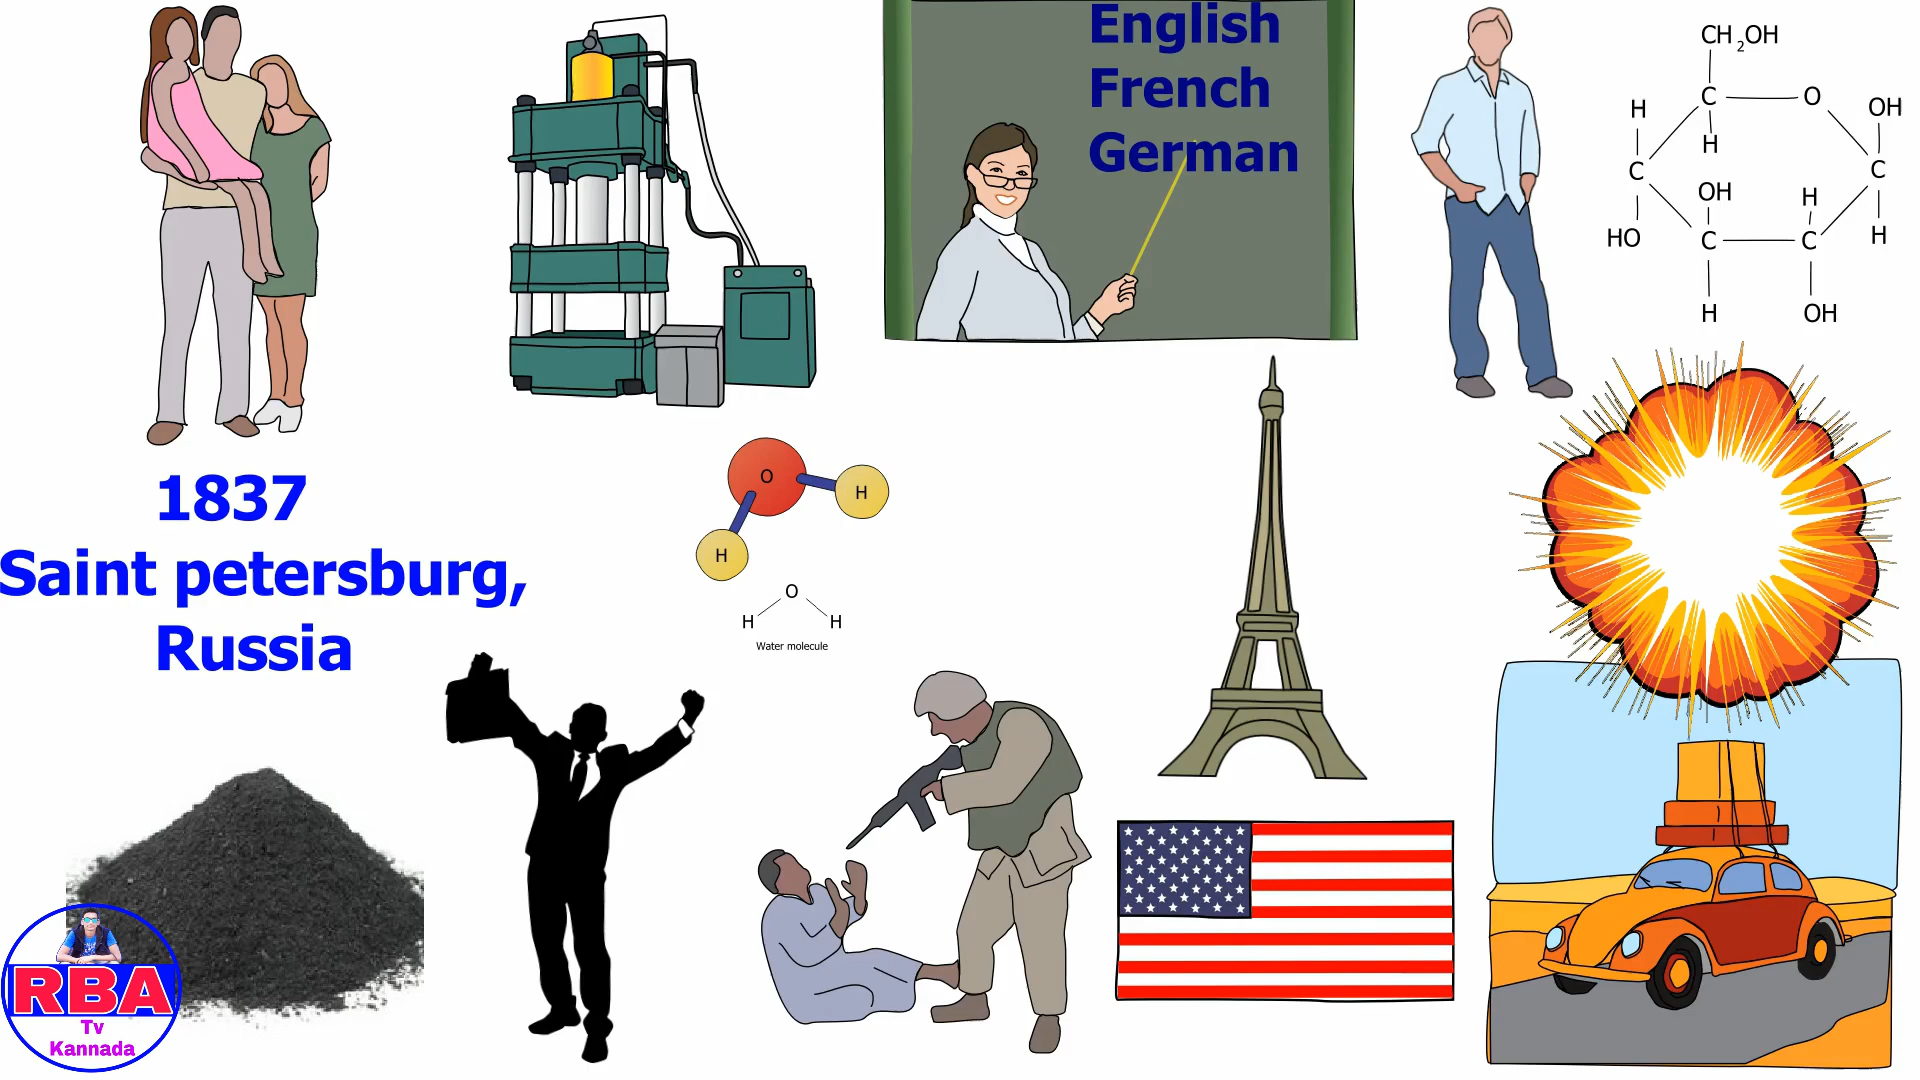 English
French
German
CH2OH
C
O
OH
H
H
C
C
OH
H
HO
C
C
H
H
OH
1837
Saint petersburg,
Russia
O
H
H
O
H
H
Water molecule
RBA
Tv
Kannada